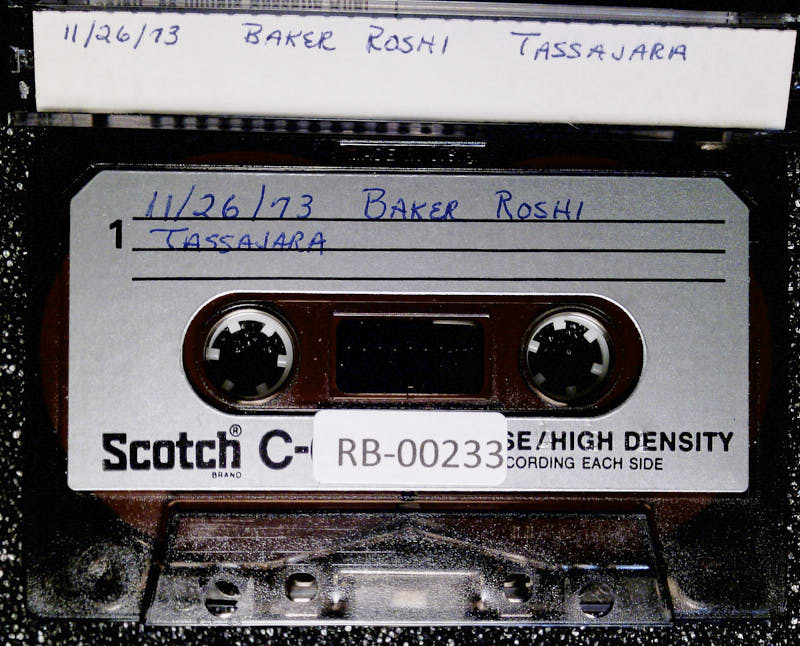 11/26/73 BAKER ROSHI TASSAJARA
11/26/73 BAKER ROSHI
1 TASSAJARA
Scotch® C-
BRAND
RB-00233
SE/HIGH DENSITY
CORDING EACH SIDE